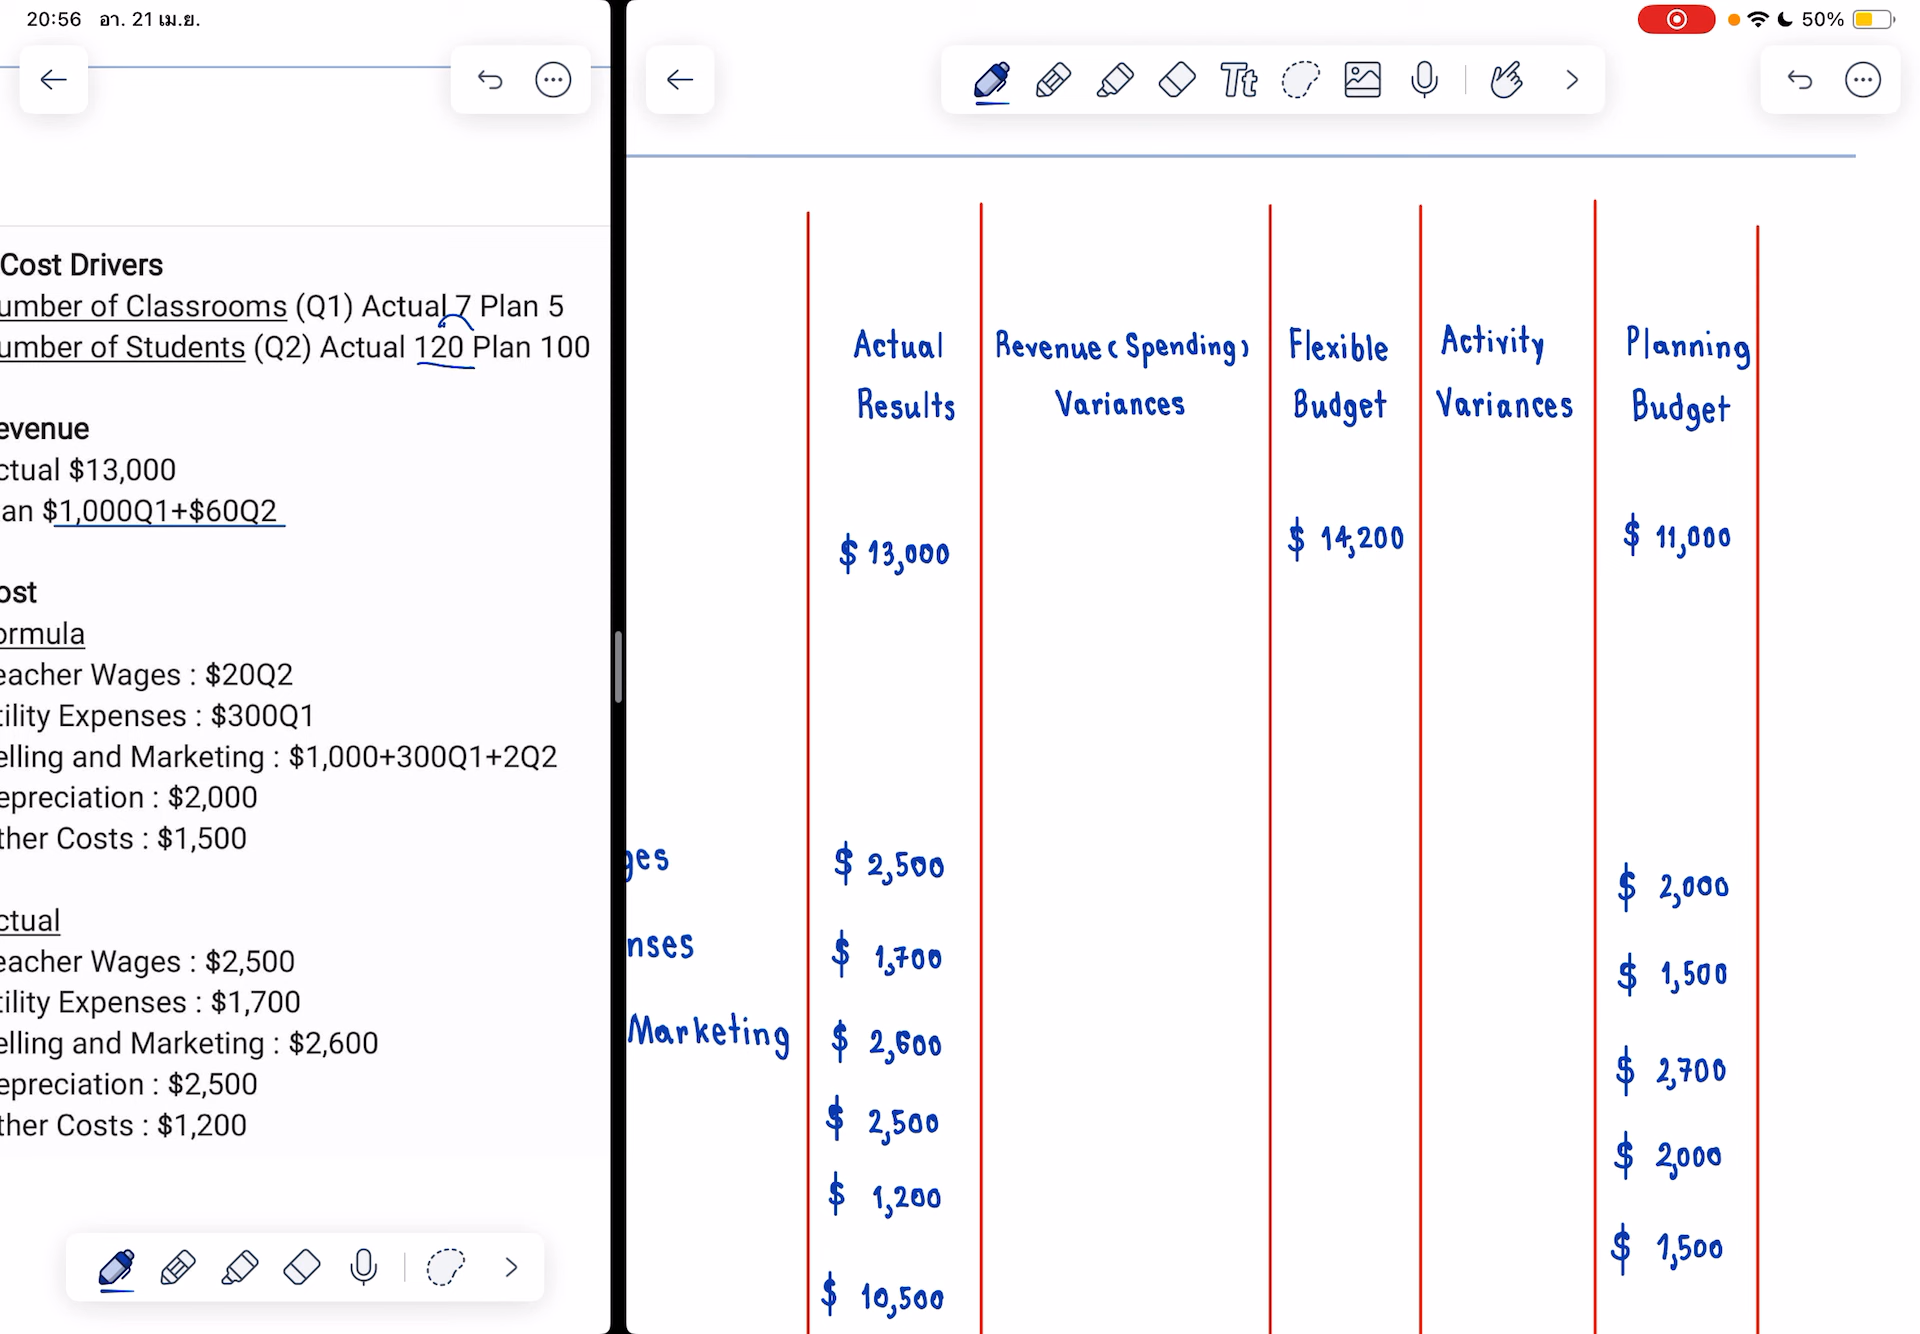 20:56 อา. 21 เม.ย.
50%
Cost Drivers
umber of Classrooms (Q1) Actual 7 Plan 5
umber of Students (Q2) Actual 120 Plan 100
evenue
ctual $13,000
an $1,000Q1+$60Q2
ost
ormula
eacher Wages : $20Q2
tility Expenses : $300Q1
elling and Marketing : $1,000+300Q1+2Q2
epreciation : $2,000
ther Costs : $1,500
ctual
eacher Wages : $2,500
tility Expenses : $1,700
elling and Marketing : $2,600
epreciation : $2,500
ther Costs : $1,200
Tt
Actual Revenue (Spending) Flexible Activity Planning
Results Variances Budget Variances Budget
$ 13,000 $ 14,200 $ 11,000
ges $ 2,500 $ 2,000
nses $ 1,700 $ 1,500
Marketing $ 2,600 $ 2,700
$ 2,500 $ 2,000
$ 1,200 $ 1,500
$ 10,500